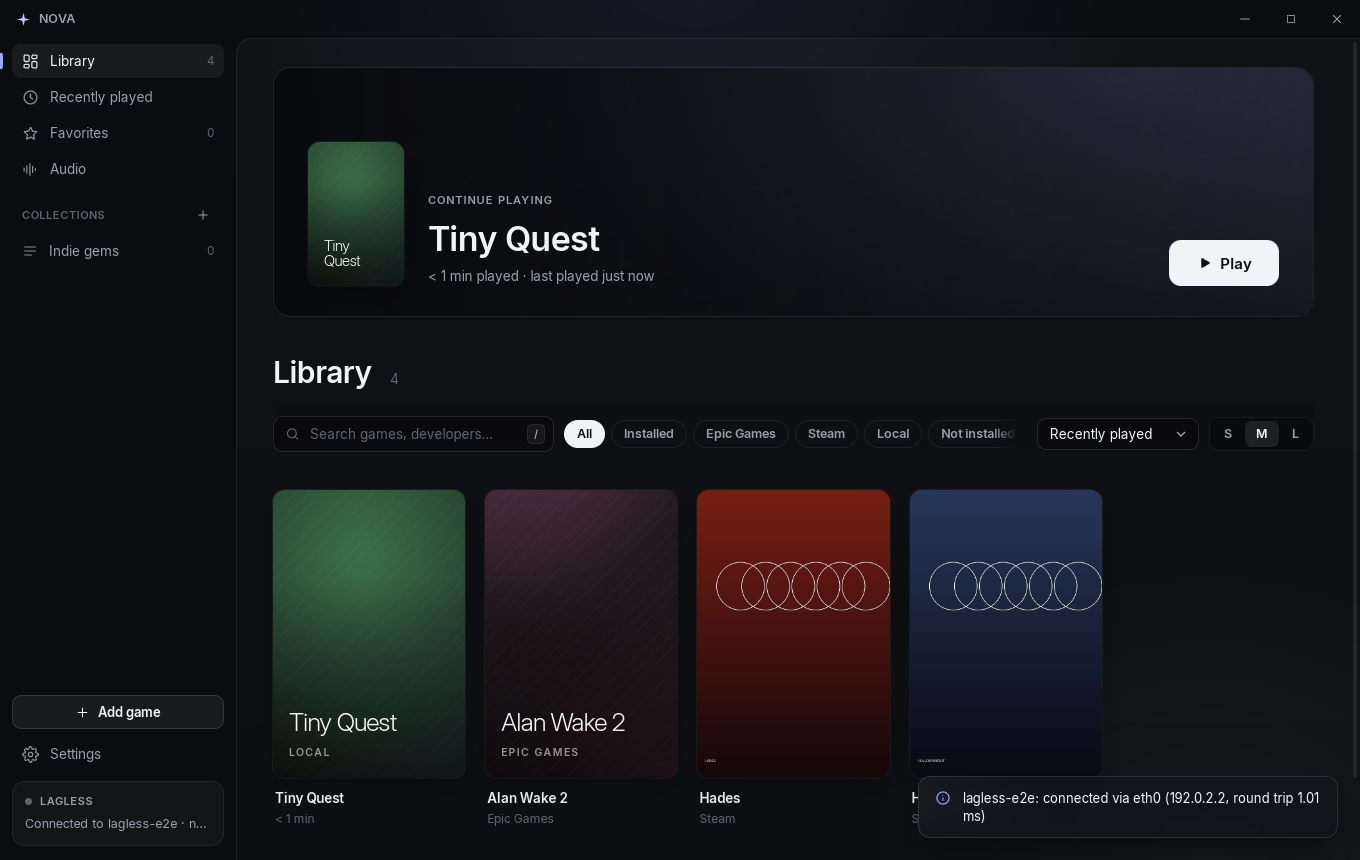 NOVA
Library 4
Recently played
Favorites 0
Audio
COLLECTIONS
Indie gems 0
Add game
Settings
LAGLESS
Connected to lagless-e2e · n...
Tiny
Quest
CONTINUE PLAYING
Tiny Quest
< 1 min played · last played just now
Play
Library 4
Search games, developers... /
All Installed Epic Games Steam Local Not installed
Recently played
S M L
Tiny Quest
LOCAL
Alan Wake 2
EPIC GAMES
HADES
HOLLOW KNIGHT
Tiny Quest
< 1 min
Alan Wake 2
Epic Games
Hades
Steam
lagless-e2e: connected via eth0 (192.0.2.2, round trip 1.01
ms)